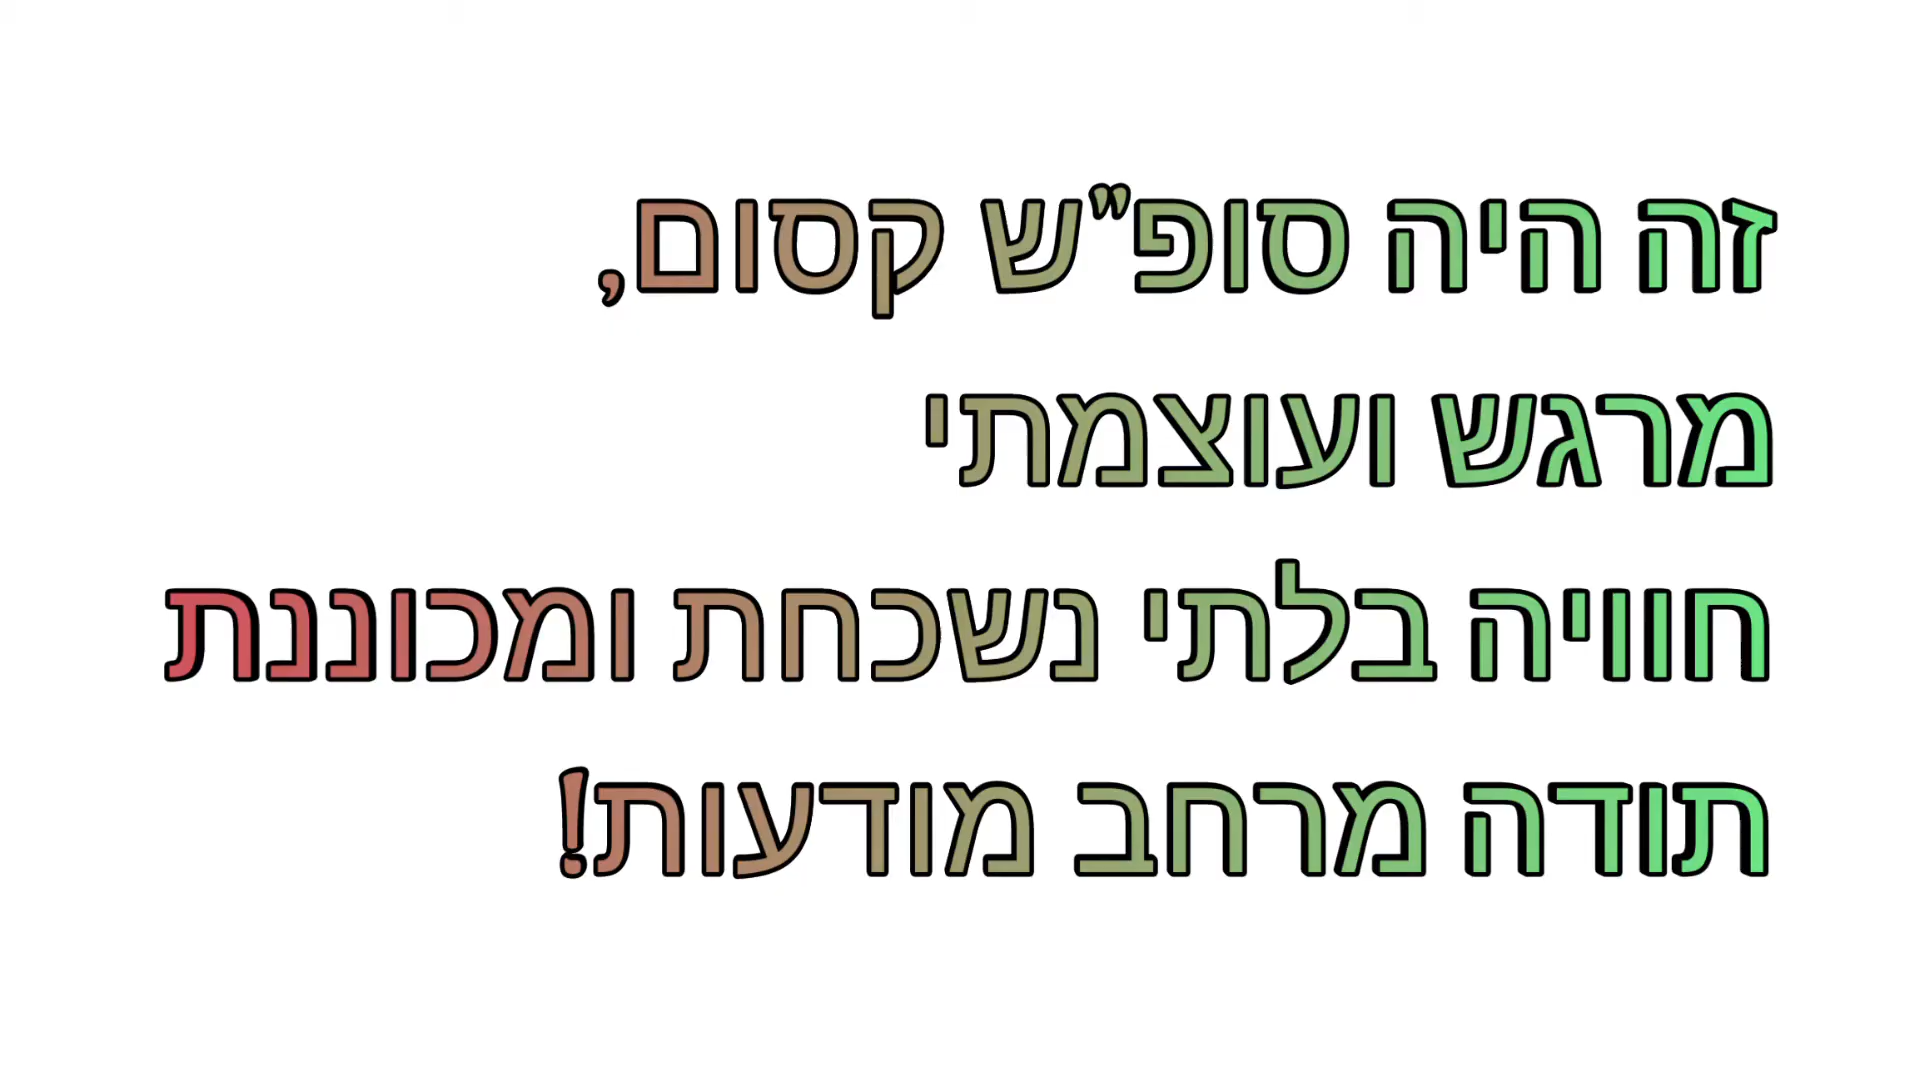 זה היה סופ"ש קסום,
מרגש ועוצמתי
חוויה בלתי נשכחת ומכוננת
תודה מרחב מודעות!